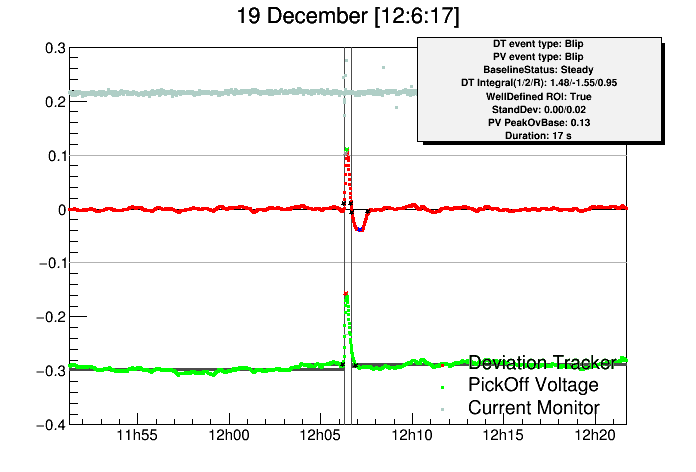 19 December [12:6:17]
DT event type: Blip
PV event type: Blip
BaselineStatus: Steady
DT Integral(1/2/R): 1.48/-1.55/0.95
WellDefined ROI: True
StandDev: 0.00/0.02
PV PeakOvBase: 0.13
Duration: 17 s
0.3
0.2
0.1
0
−0.1
−0.2
−0.3
−0.4
Deviation Tracker
PickOff Voltage
Current Monitor
11h55
12h00
12h05
12h10
12h15
12h20